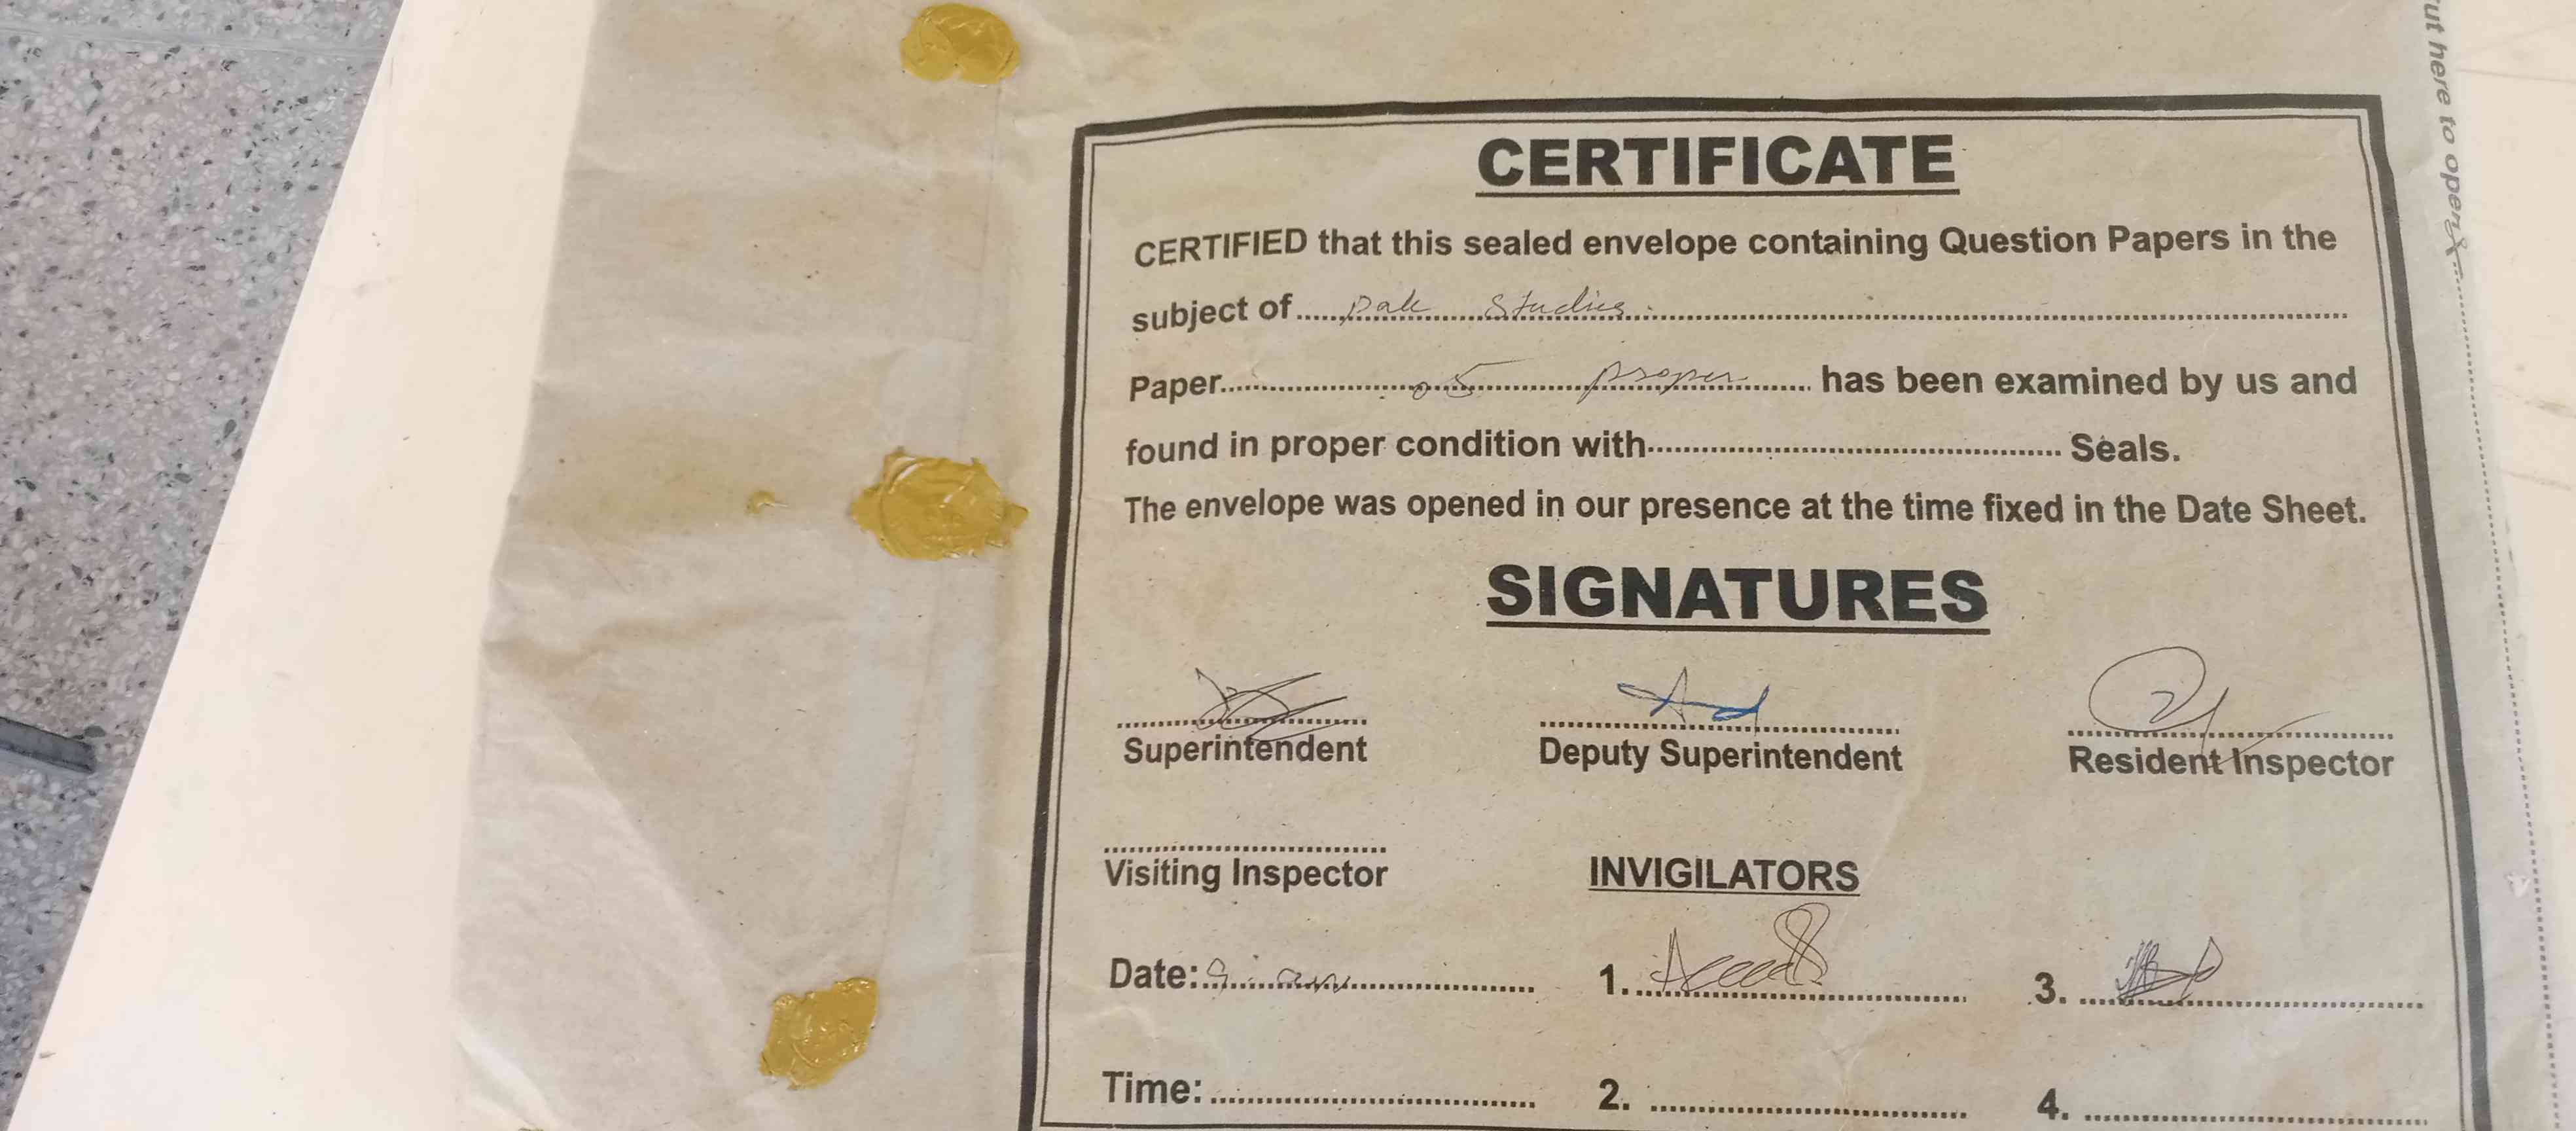 CERTIFICATE
CERTIFIED that this sealed envelope containing Question Papers in the
subject of Pak Studies
Paper 05 proper has been examined by us and
found in proper condition with Seals.
The envelope was opened in our presence at the time fixed in the Date Sheet.
SIGNATURES
Superintendent Deputy Superintendent Resident Inspector
Visiting Inspector INVIGILATORS
Date: 1. 3.
Time: 2. 4.
ut here to open